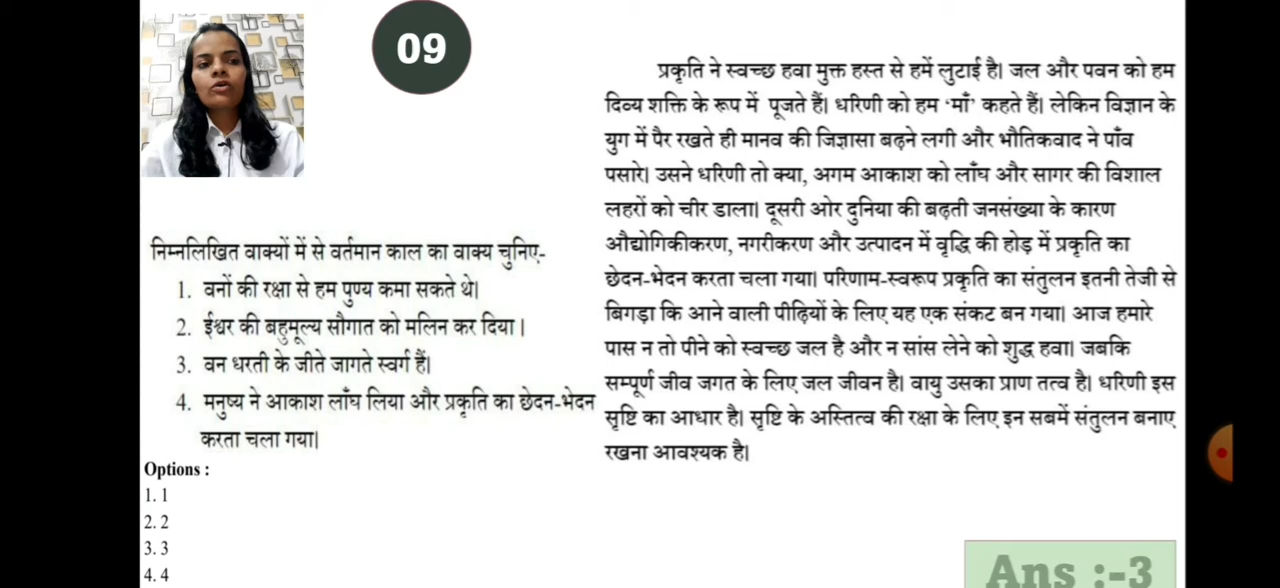 09
प्रकृति ने स्वच्छ हवा मुक्त हस्त से हमें लुटाई है। जल और पवन को हम
दिव्य शक्ति के रूप में पूजते हैं। धरिणी को हम ‘माँ’ कहते हैं। लेकिन विज्ञान के
युग में पैर रखते ही मानव की जिज्ञासा बढ़ने लगी और भौतिकवाद ने पाँव
पसारे। उसने धरिणी तो क्या, अगम आकाश को लाँघ और सागर की विशाल
लहरों को चीर डाला। दूसरी ओर दुनिया की बढ़ती जनसंख्या के कारण
औद्योगिकीकरण, नगरीकरण और उत्पादन में वृद्धि की होड़ में प्रकृति का
छेदन-भेदन करता चला गया। परिणाम-स्वरूप प्रकृति का संतुलन इतनी तेजी से
बिगड़ा कि आने वाली पीढ़ियों के लिए यह एक संकट बन गया। आज हमारे
पास न तो पीने को स्वच्छ जल है और न सांस लेने को शुद्ध हवा। जबकि
सम्पूर्ण जीव जगत के लिए जल जीवन है। वायु उसका प्राण तत्व है। धरिणी इस
सृष्टि का आधार है। सृष्टि के अस्तित्व की रक्षा के लिए इन सबमें संतुलन बनाए
रखना आवश्यक है।
निम्नलिखित वाक्यों में से वर्तमान काल का वाक्य चुनिए-
1. वनों की रक्षा से हम पुण्य कमा सकते थे।
2. ईश्वर की बहुमूल्य सौगात को मलिन कर दिया।
3. वन धरती के जीते जागते स्वर्ग हैं।
4. मनुष्य ने आकाश लाँघ लिया और प्रकृति का छेदन-भेदन
करता चला गया।
Options :
1. 1
2. 2
3. 3
4. 4
Ans :-3